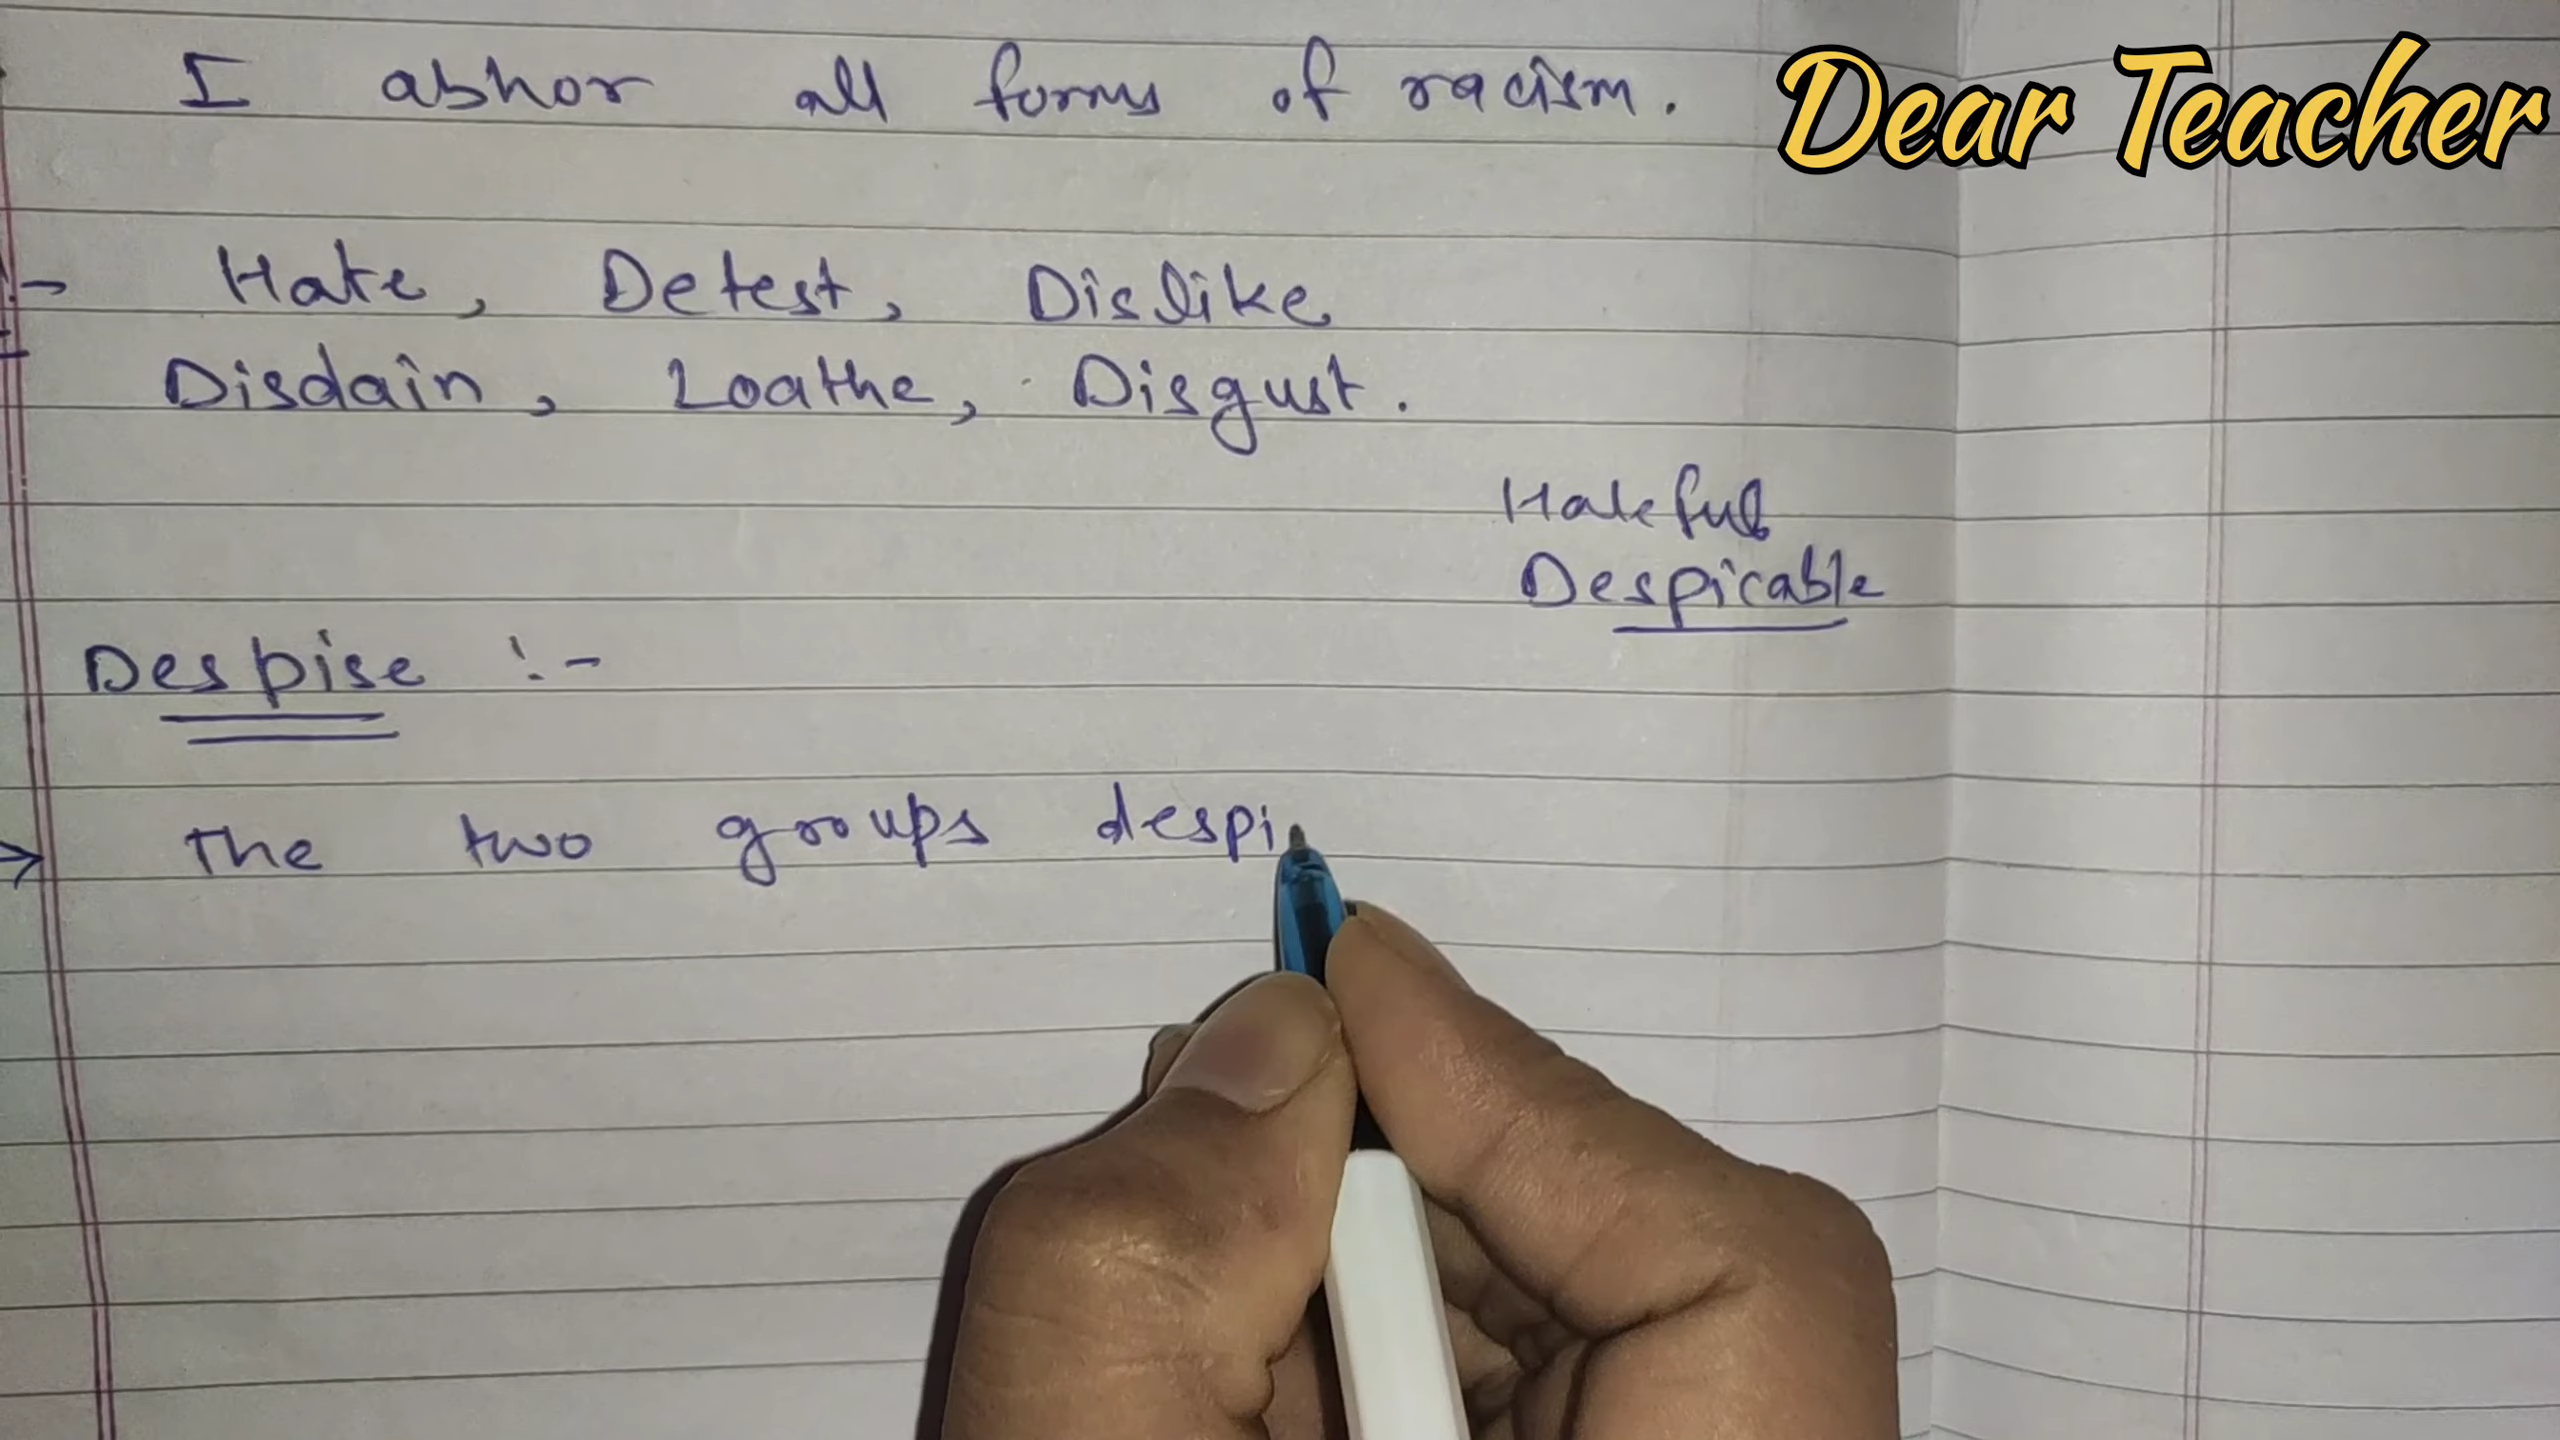 I abhor all forms of racism.
Dear Teacher
:- Hate, Detest, Dislike
Disdain, Loathe, Disgust.
Hateful
Despicable
Despise :-
→ The two groups despi